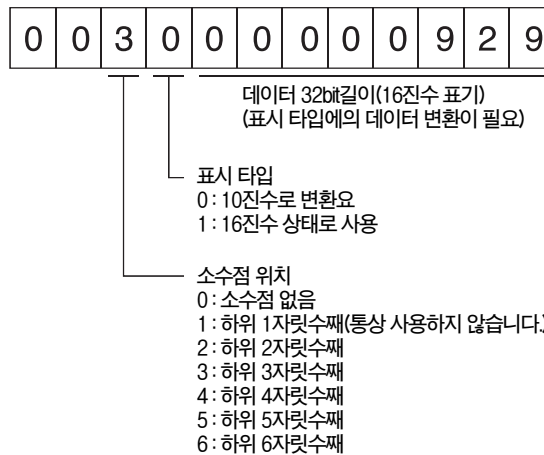 0 0 3 0 0 0 0 0 0 9 2 9
데이터 32bit길이(16진수 표기)
(표시 타입에의 데이터 변환이 필요)
표시 타입
0 : 10진수로 변환요
1 : 16진수 상태로 사용
소수점 위치
0 : 소수점 없음
1 : 하위 1자릿수째(통상 사용하지 않습니다.)
2 : 하위 2자릿수째
3 : 하위 3자릿수째
4 : 하위 4자릿수째
5 : 하위 5자릿수째
6 : 하위 6자릿수째